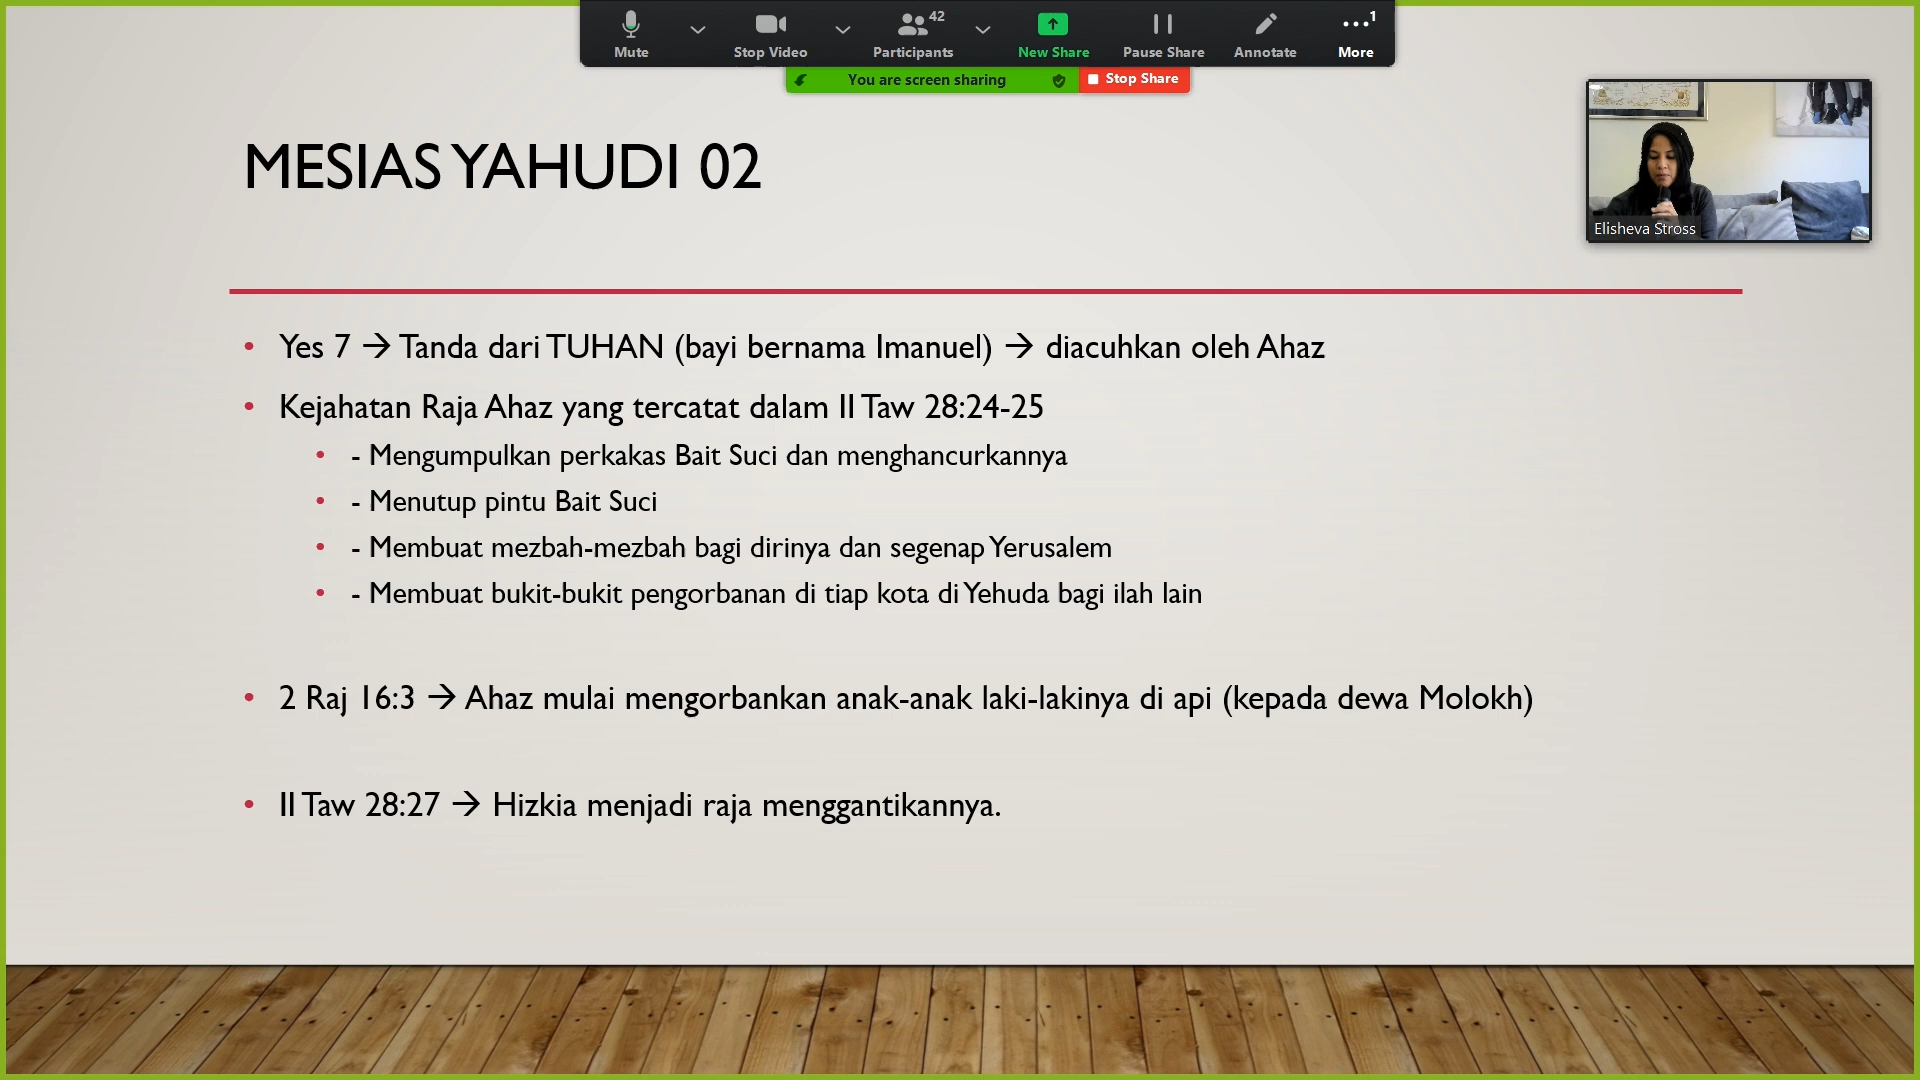 42
1
Mute
Stop Video
Participants
New Share
Pause Share
Annotate
More
You are screen sharing
Stop Share
MESIAS YAHUDI 02
Elisheva Stross
• Yes 7 → Tanda dari TUHAN (bayi bernama Imanuel) → diacuhkan oleh Ahaz
• Kejahatan Raja Ahaz yang tercatat dalam II Taw 28:24-25
• - Mengumpulkan perkakas Bait Suci dan menghancurkannya
• - Menutup pintu Bait Suci
• - Membuat mezbah-mezbah bagi dirinya dan segenap Yerusalem
• - Membuat bukit-bukit pengorbanan di tiap kota di Yehuda bagi ilah lain
• 2 Raj 16:3 → Ahaz mulai mengorbankan anak-anak laki-lakinya di api (kepada dewa Molokh)
• II Taw 28:27 → Hizkia menjadi raja menggantikannya.